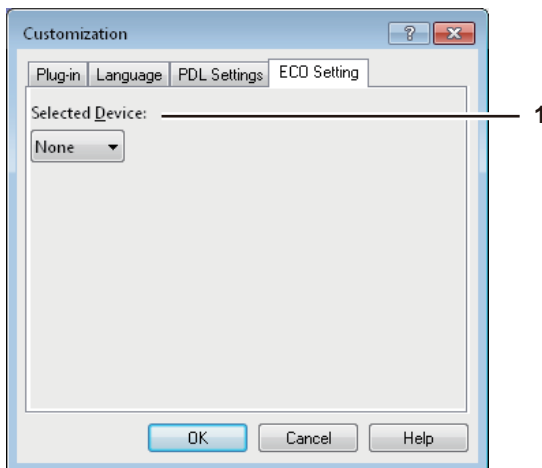 Customization
Plug-in Language PDL Settings ECO Setting
Selected Device: 1
None
OK Cancel Help